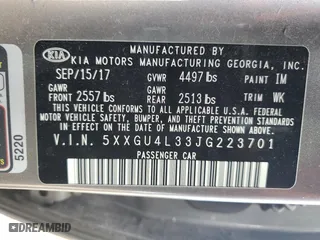 MANUFACTURED BY
KIA KIA MOTORS MANUFACTURING GEORGIA, INC.
SEP/15/17 GVWR 4497 lbs PAINT IM
GAWR GAWR
FRONT 2557 lbs REAR 2513 lbs TRIM WK
THIS VEHICLE CONFORMS TO ALL APPLICABLE U.S.A. FEDERAL
MOTOR VEHICLE SAFETY, BUMPER, AND THEFT PREVENTION
STANDARDS IN EFFECT ON THE DATE OF MANUFACTURE SHOWN ABOVE.
V.I.N. 5XXGU4L33JG223701
PASSENGER CAR
5220